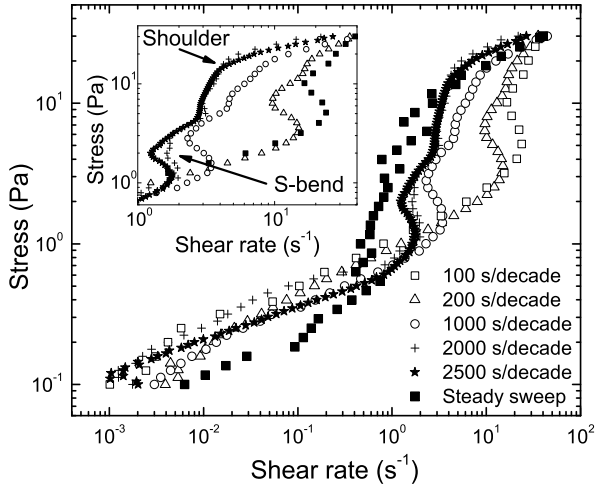 Shoulder
S-bend
Stress (Pa)
10¹
10⁰
10⁰ 10¹
Shear rate (s⁻¹)
Stress (Pa)
10¹
10⁰
10⁻¹
100 s/decade
200 s/decade
1000 s/decade
2000 s/decade
2500 s/decade
Steady sweep
10⁻³ 10⁻² 10⁻¹ 10⁰ 10¹ 10²
Shear rate (s⁻¹)